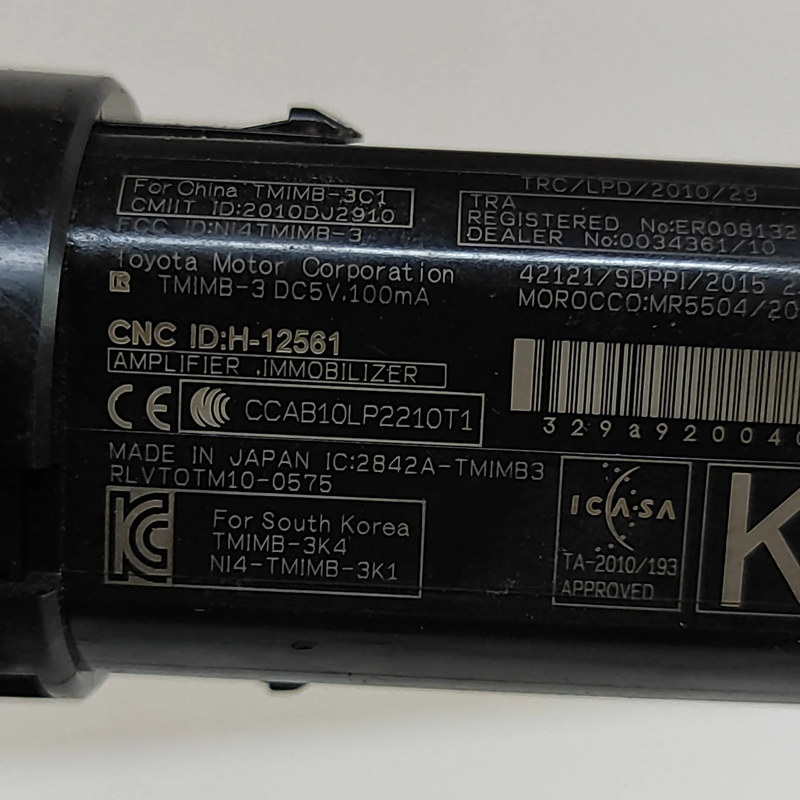 For China TMIMB-3C1
CMIIT ID:2010DJ2910
FCC ID:NI4TMIMB-3
Toyota Motor Corporation
R TMIMB-3 DC5V.100mA
CNC ID:H-12561
AMPLIFIER .IMMOBILIZER
CE CCAB10LP2210T1
MADE IN JAPAN IC:2842A-TMIMB3
RLVTOTM10-0575
KC
For South Korea
TMIMB-3K4
NI4-TMIMB-3K1
TRC/LPD/2010/29
TRA
REGISTERED No:ER008132
DEALER No:0034361/10
42121/SDPPI/2015 2
MOROCCO:MR5504/20
329a92004
ICASA
TA-2010/193
APPROVED
K